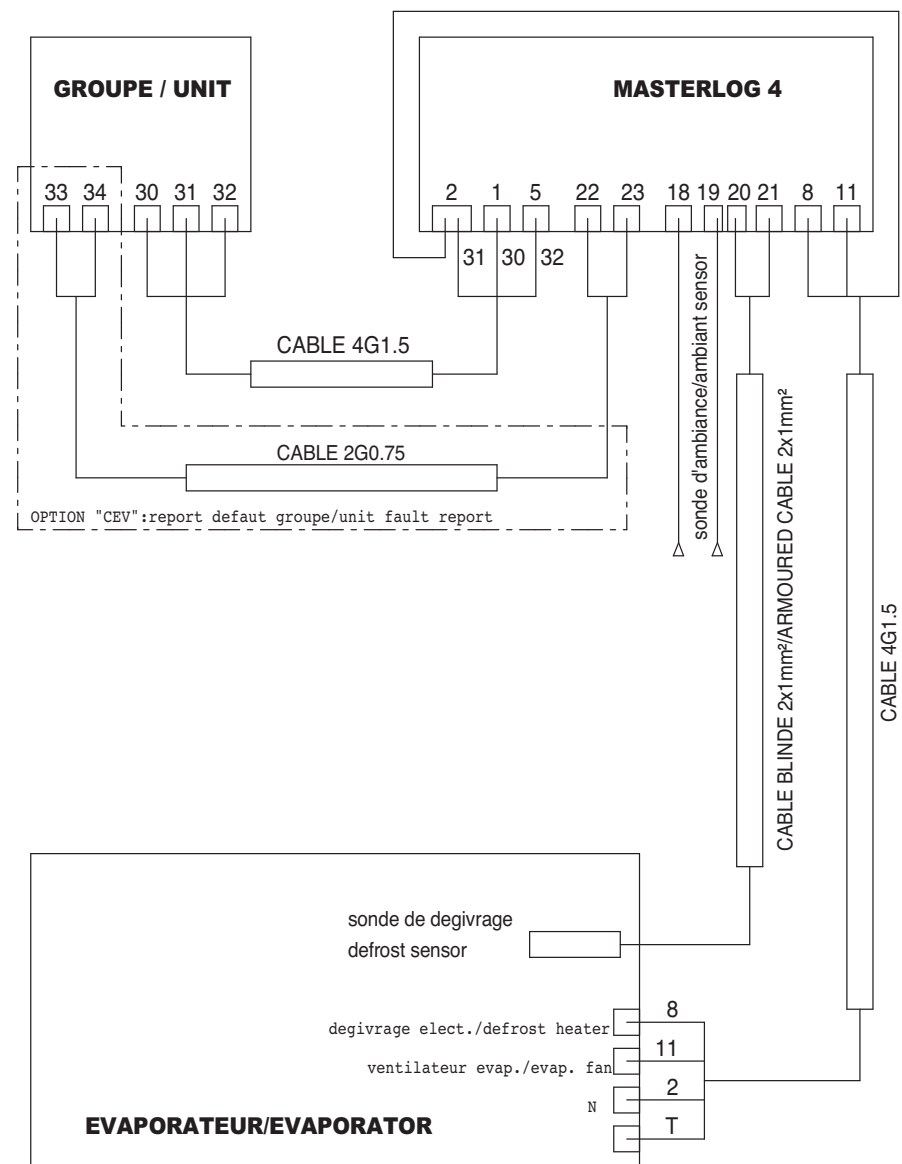 GROUPE / UNIT
MASTERLOG 4
33 34 30 31 32
2 1 5 22 23 18 19 20 21 8 11
31 30 32
CABLE 4G1.5
CABLE 2G0.75
OPTION "CEV":report defaut groupe/unit fault report
sonde d'ambiance/ambiant sensor
CABLE BLINDE 2x1mm²/ARMOURED CABLE 2x1mm²
CABLE 4G1.5
sonde de degivrage
defrost sensor
degivrage elect./defrost heater 8
ventilateur evap./evap. fan 11
N 2
T
EVAPORATEUR/EVAPORATOR